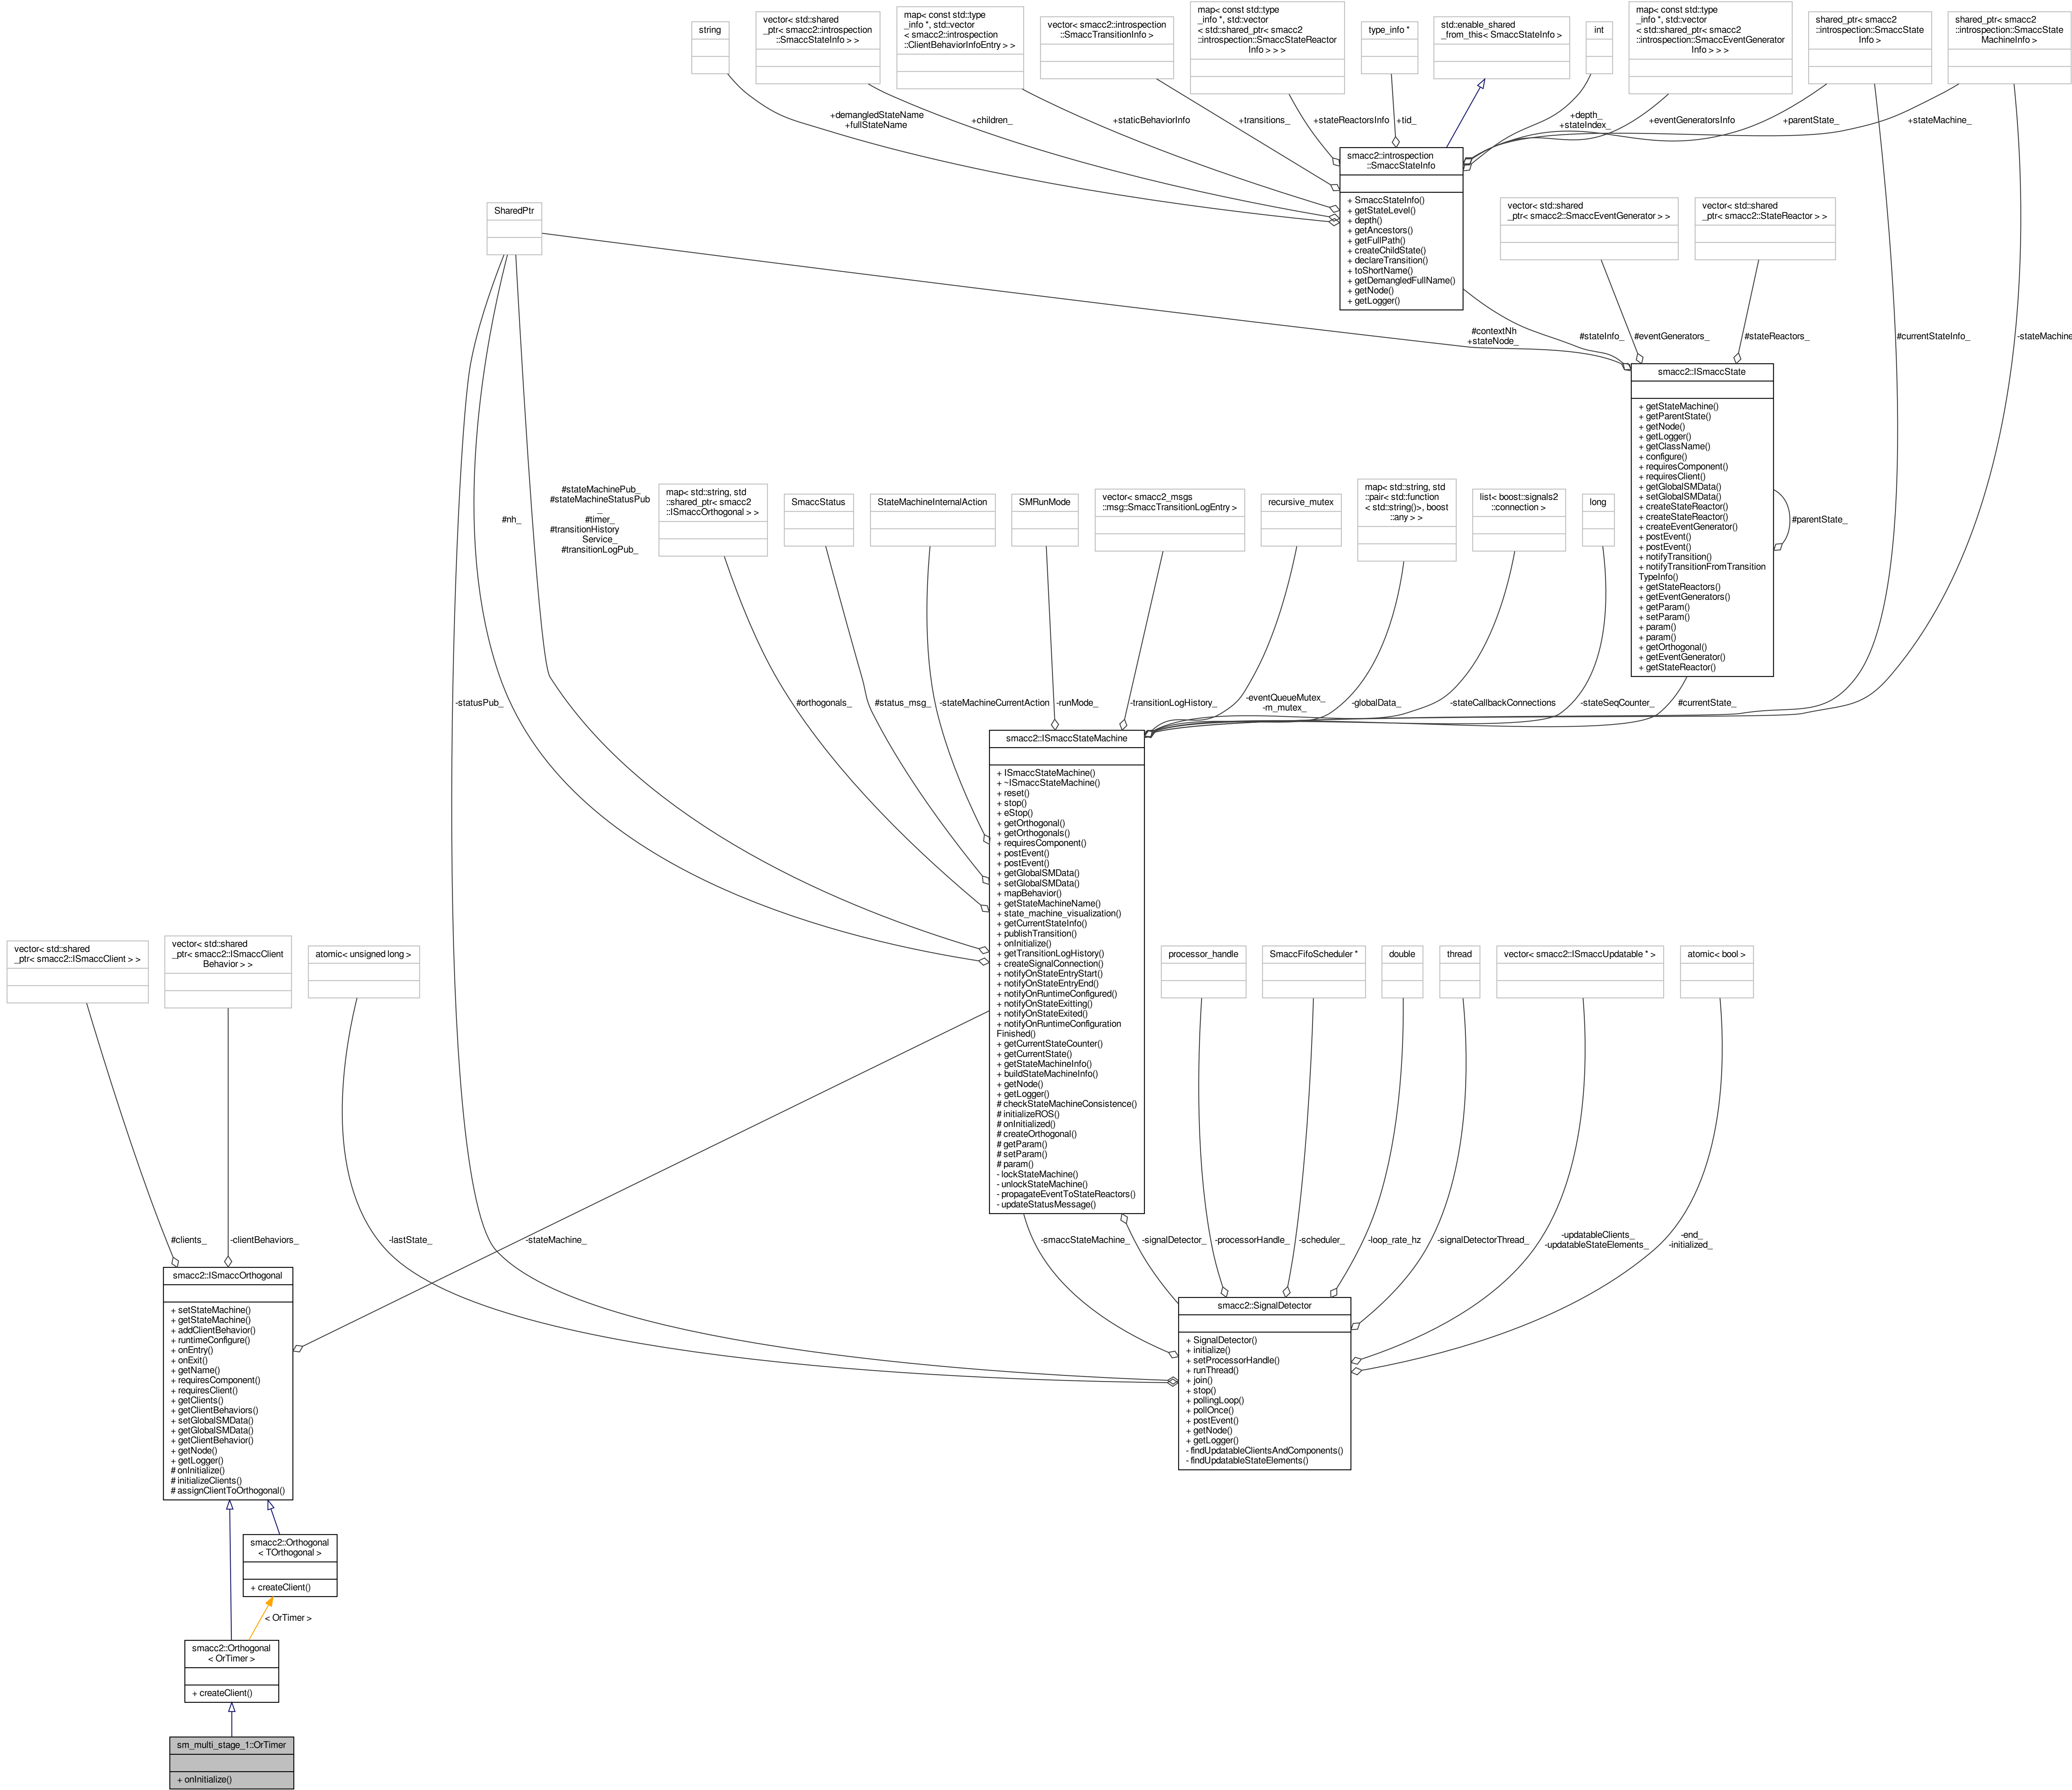 string
vector< std::shared
_ptr< smacc2::introspection
::SmaccStateInfo > >
map< const std::type
_info *, std::vector
< smacc2::introspection
::ClientBehaviorInfoEntry > >
vector< smacc2::introspection
::SmaccTransitionInfo >
map< const std::type
_info *, std::vector
< std::shared_ptr< smacc2
::introspection::SmaccStateReactor
Info > > >
type_info *
std::enable_shared
_from_this< SmaccStateInfo >
int
map< const std::type
_info *, std::vector
< std::shared_ptr< smacc2
::introspection::SmaccEventGenerator
Info > > >
shared_ptr< smacc2
::introspection::SmaccState
Info >
shared_ptr< smacc2
::introspection::SmaccState
MachineInfo >
+demangledStateName
+fullStateName
+children_
+staticBehaviorInfo
+transitions_
+stateReactorsInfo
+tid_
+depth_
+stateIndex_
+eventGeneratorsInfo
+parentState_
+stateMachine_
smacc2::introspection
::SmaccStateInfo
+ SmaccStateInfo()
+ getStateLevel()
+ depth()
+ getAncestors()
+ getFullPath()
+ createChildState()
+ declareTransition()
+ toShortName()
+ getDemangledFullName()
+ getNode()
+ getLogger()
SharedPtr
vector< std::shared
_ptr< smacc2::SmaccEventGenerator > >
vector< std::shared
_ptr< smacc2::StateReactor > >
#contextNh
+stateNode_
#stateInfo_
#eventGenerators_
#stateReactors_
#currentStateInfo_
-stateMachineInfo_
smacc2::ISmaccState
+ getStateMachine()
+ getParentState()
+ getNode()
+ getLogger()
+ getClassName()
+ configure()
+ requiresComponent()
+ requiresClient()
+ getGlobalSMData()
+ setGlobalSMData()
+ createStateReactor()
+ createStateReactor()
+ createEventGenerator()
+ postEvent()
+ postEvent()
+ notifyTransition()
+ notifyTransitionFromTransition
TypeInfo()
+ getStateReactors()
+ getEventGenerators()
+ getParam()
+ setParam()
+ param()
+ param()
+ getOrthogonal()
+ getEventGenerator()
+ getStateReactor()
#parentState_
#nh_
#stateMachinePub_
#stateMachineStatusPub
_
#timer_
#transitionHistory
Service_
#transitionLogPub_
map< std::string, std
::shared_ptr< smacc2
::ISmaccOrthogonal > >
SmaccStatus
StateMachineInternalAction
SMRunMode
vector< smacc2_msgs
::msg::SmaccTransitionLogEntry >
recursive_mutex
map< std::string, std
::pair< std::function
< std::string()>, boost
::any > >
list< boost::signals2
::connection >
long
-statusPub_
#orthogonals_
#status_msg_
-stateMachineCurrentAction
-runMode_
-transitionLogHistory_
-eventQueueMutex_
-m_mutex_
-globalData_
-stateCallbackConnections
-stateSeqCounter_
#currentState_
smacc2::ISmaccStateMachine
+ ISmaccStateMachine()
+ ~ISmaccStateMachine()
+ reset()
+ stop()
+ eStop()
+ getOrthogonal()
+ getOrthogonals()
+ requiresComponent()
+ postEvent()
+ postEvent()
+ getGlobalSMData()
+ setGlobalSMData()
+ mapBehavior()
+ getStateMachineName()
+ state_machine_visualization()
+ getCurrentStateInfo()
+ publishTransition()
+ onInitialize()
+ getTransitionLogHistory()
+ createSignalConnection()
+ notifyOnStateEntryStart()
+ notifyOnStateEntryEnd()
+ notifyOnRuntimeConfigured()
+ notifyOnStateExitting()
+ notifyOnStateExited()
+ notifyOnRuntimeConfiguration
Finished()
+ getCurrentStateCounter()
+ getCurrentState()
+ getStateMachineInfo()
+ buildStateMachineInfo()
+ getNode()
+ getLogger()
# checkStateMachineConsistence()
# initializeROS()
# onInitialized()
# createOrthogonal()
# getParam()
# setParam()
# param()
- lockStateMachine()
- unlockStateMachine()
- propagateEventToStateReactors()
- updateStatusMessage()
vector< std::shared
_ptr< smacc2::ISmaccClient > >
vector< std::shared
_ptr< smacc2::ISmaccClient
Behavior > >
atomic< unsigned long >
processor_handle
SmaccFifoScheduler *
double
thread
vector< smacc2::ISmaccUpdatable * >
atomic< bool >
#clients_
-clientBehaviors_
-lastState_
-stateMachine_
-smaccStateMachine_
-signalDetector_
-processorHandle_
-scheduler_
-loop_rate_hz
-signalDetectorThread_
-updatableClients_
-updatableStateElements_
-end_
-initialized_
smacc2::ISmaccOrthogonal
+ setStateMachine()
+ getStateMachine()
+ addClientBehavior()
+ runtimeConfigure()
+ onEntry()
+ onExit()
+ getName()
+ requiresComponent()
+ requiresClient()
+ getClients()
+ getClientBehaviors()
+ setGlobalSMData()
+ getGlobalSMData()
+ getClientBehavior()
+ getNode()
+ getLogger()
# onInitialize()
# initializeClients()
# assignClientToOrthogonal()
smacc2::SignalDetector
+ SignalDetector()
+ initialize()
+ setProcessorHandle()
+ runThread()
+ join()
+ stop()
+ pollingLoop()
+ pollOnce()
+ postEvent()
+ getNode()
+ getLogger()
- findUpdatableClientsAndComponents()
- findUpdatableStateElements()
smacc2::Orthogonal
< TOrthogonal >
+ createClient()
< OrTimer >
smacc2::Orthogonal
< OrTimer >
+ createClient()
sm_multi_stage_1::OrTimer
+ onInitialize()